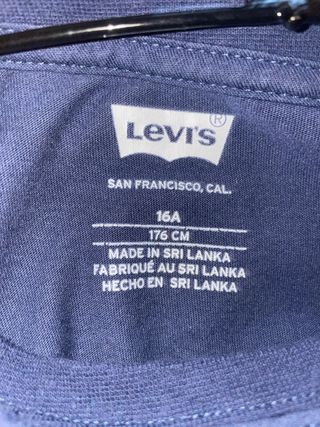 LEVI'S®
SAN FRANCISCO, CAL.
16A
176 CM
MADE IN SRI LANKA
FABRIQUÉ AU SRI LANKA
HECHO EN SRI LANKA